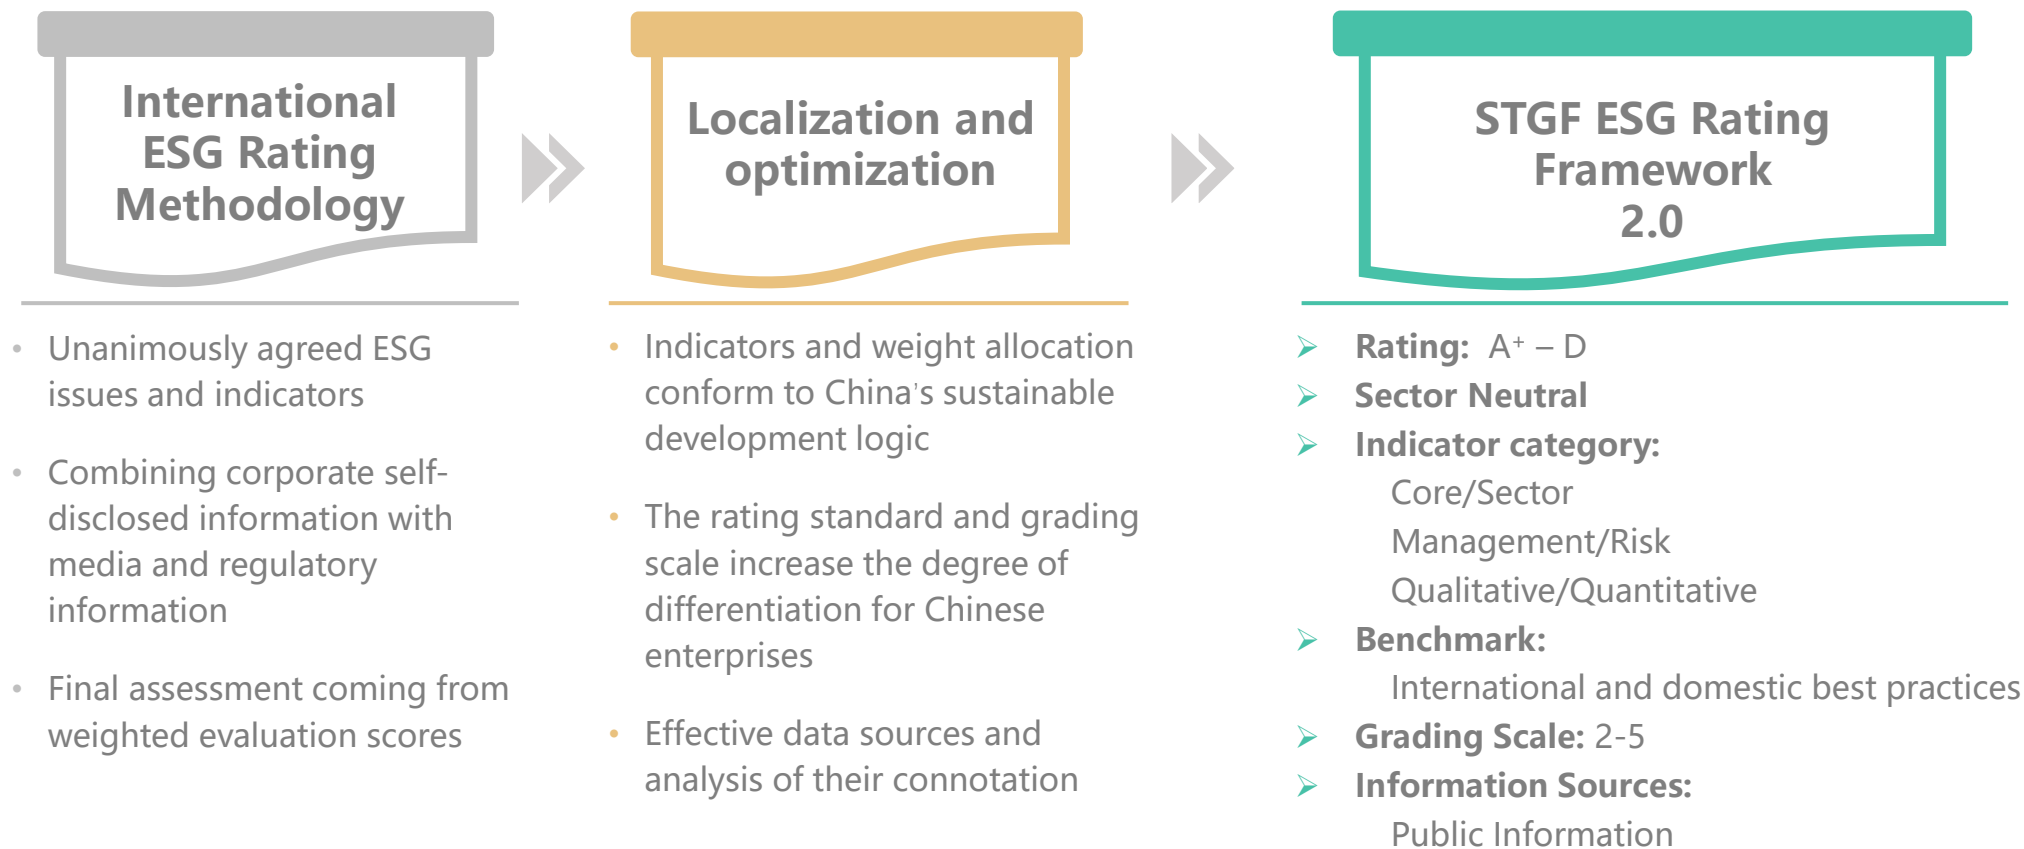 International
ESG Rating
Methodology
• Unanimously agreed ESG
issues and indicators
• Combining corporate self-
disclosed information with
media and regulatory
information
• Final assessment coming from
weighted evaluation scores
Localization and
optimization
• Indicators and weight allocation
conform to China's sustainable
development logic
• The rating standard and grading
scale increase the degree of
differentiation for Chinese
enterprises
• Effective data sources and
analysis of their connotation
STGF ESG Rating
Framework
2.0
➢ Rating: A⁺ – D
➢ Sector Neutral
➢ Indicator category:
Core/Sector
Management/Risk
Qualitative/Quantitative
➢ Benchmark:
International and domestic best practices
➢ Grading Scale: 2-5
➢ Information Sources:
Public Information